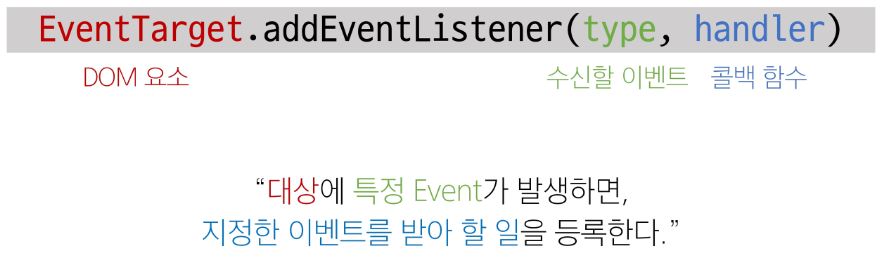 EventTarget.addEventListener(type, handler)
DOM 요소 수신할 이벤트 콜백 함수
“대상에 특정 Event가 발생하면,
지정한 이벤트를 받아 할 일을 등록한다.”